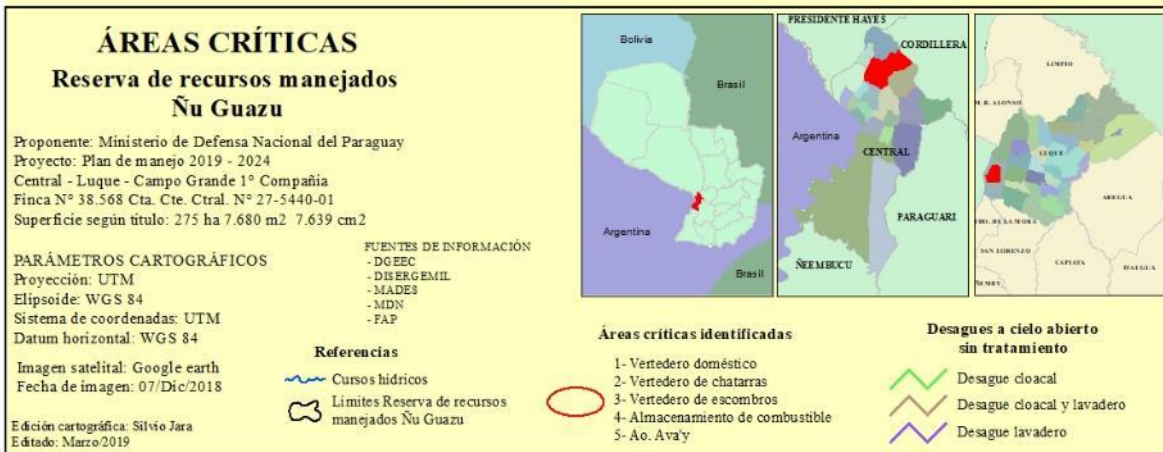 ÁREAS CRÍTICAS
Reserva de recursos manejados
Ñu Guazu
Proponente: Ministerio de Defensa Nacional del Paraguay
Proyecto: Plan de manejo 2019 - 2024
Central - Luque - Campo Grande 1° Compañia
Finca N° 38.568 Cta. Cte. Ctral. N° 27-5440-01
Superficie según titulo: 275 ha 7.680 m2 7.639 cm2
PARÁMETROS CARTOGRÁFICOS
Proyección: UTM
Elipsoide: WGS 84
Sistema de coordenadas: UTM
Datum horizontal: WGS 84
Imagen satelital: Google earth
Fecha de imagen: 07/Dic/2018
Edición cartográfica: Silvio Jara
Editado: Marzo/2019
FUENTES DE INFORMACIÓN
- DGEEC
- DISERGEMIL
- MADES
- MDN
- FAP
Referencias
Cursos hídricos
Limites Reserva de recursos
manejados Ñu Guazu
Bolivia
Brasil
Argentina
Brasil
PRESIDENTE HAYES
CORDILLERA
Argentina
CENTRAL
PARAGUARI
ÑEEMBUCU
LIMPIO
M. R. ALONSO
LUQUE
AREGUA
FDO. DE LA MORA
SAN LORENZO
CAPIATA
ITAUGUA
ÑEMBY
Áreas críticas identificadas
1- Vertedero doméstico
2- Vertedero de chatarras
3- Vertedero de escombros
4- Almacenamiento de combustible
5- Ao. Ava'y
Desagues a cielo abierto
sin tratamiento
Desague cloacal
Desague cloacal y lavadero
Desague lavadero